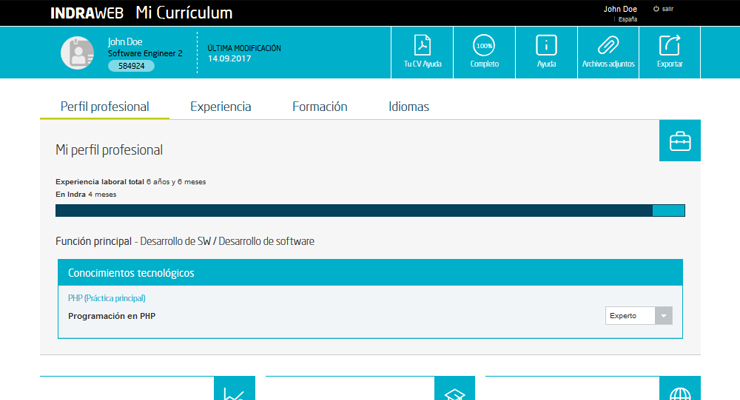 INDRAWEB Mi Currículum
John Doe
salir
España
John Doe
Software Engineer 2
584924
ÚLTIMA MODIFICACIÓN
14.09.2017
Tu CV Ayuda
100%
Completo
Ayuda
Archivos adjuntos
Exportar
Perfil profesional
Experiencia
Formación
Idiomas
Mi perfil profesional
Experiencia laboral total 6 años y 6 meses
En Indra 4 meses
Función principal - Desarrollo de SW / Desarrollo de software
Conocimientos tecnológicos
PHP (Práctica principal)
Programación en PHP
Experto